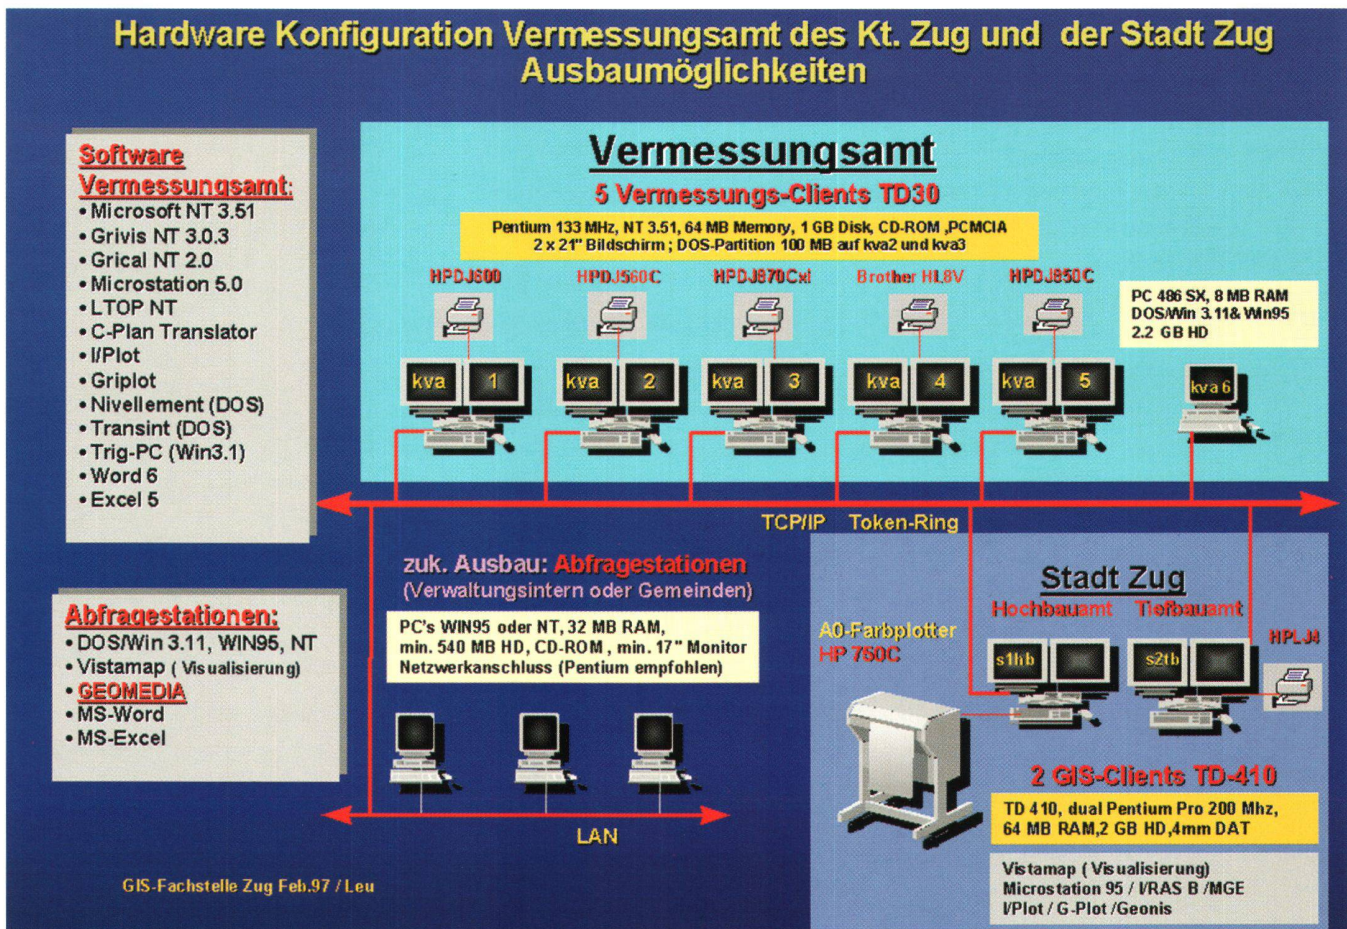 Hardware Konfiguration Vermessungsamt des Kt. Zug und der Stadt Zug
Ausbaumöglichkeiten
Software
Vermessungsamt:
• Microsoft NT 3.51
• Grivis NT 3.0.3
• Grical NT 2.0
• Microstation 5.0
• LTOP NT
• C-Plan Translator
• I/Plot
• Griplot
• Nivellement (DOS)
• Transint (DOS)
• Trig-PC (Win3.1)
• Word 6
• Excel 5
Vermessungsamt
5 Vermessungs-Clients TD30
Pentium 133 MHz, NT 3.51, 64 MB Memory, 1 GB Disk, CD-ROM ,PCMCIA
2 x 21" Bildschirm ; DOS-Partition 100 MB auf kva2 und kva3
HPDJ600
HPDJ560C
HPDJ870Cxi
Brother HL8V
HPDJ850C
PC 486 SX, 8 MB RAM
DOS/Win 3.11& Win95
2.2 GB HD
kva 1
kva 2
kva 3
kva 4
kva 5
kva 6
TCP/IP Token-Ring
zuk. Ausbau: Abfragestationen
(Verwaltungsintern oder Gemeinden)
PC's WIN95 oder NT, 32 MB RAM,
min. 540 MB HD, CD-ROM , min. 17" Monitor
Netzwerkanschluss (Pentium empfohlen)
LAN
Abfragestationen:
• DOS/Win 3.11, WIN95, NT
• Vistamap ( Visualisierung)
• GEOMEDIA
• MS-Word
• MS-Excel
Stadt Zug
Hochbauamt Tiefbauamt
A0-Farbplotter
HP 750C
s1hb
s2tb
HPLJ4
2 GIS-Clients TD-410
TD 410, dual Pentium Pro 200 Mhz,
64 MB RAM,2 GB HD,4mm DAT
Vistamap ( Visualisierung)
Microstation 95 / I/RAS B /MGE
I/Plot / G-Plot /Geonis
GIS-Fachstelle Zug Feb.97 / Leu